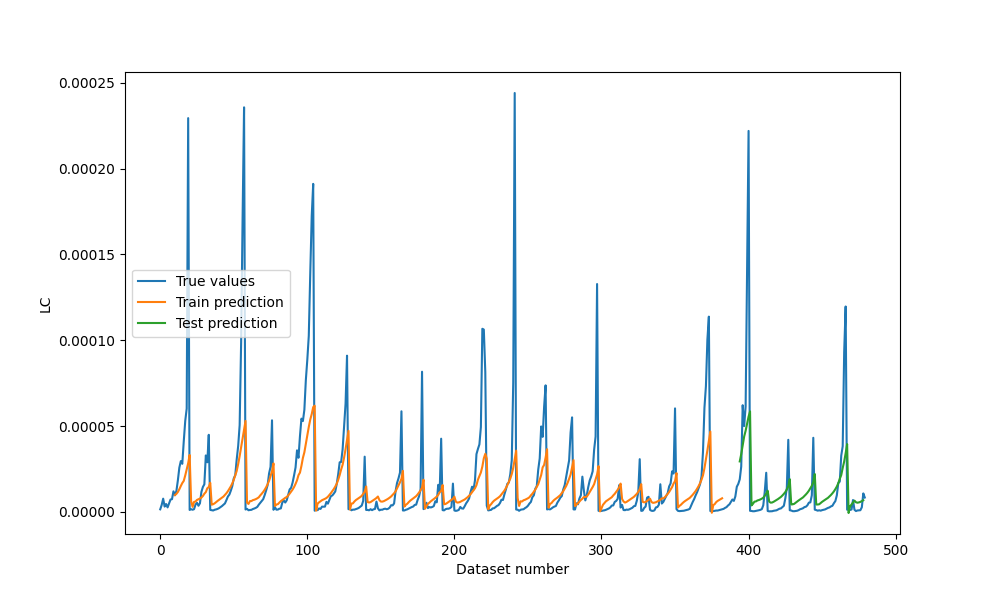 0.00025
0.00020
0.00015
0.00010
0.00005
0.00000
LC
True values
Train prediction
Test prediction
0 100 200 300 400 500
Dataset number